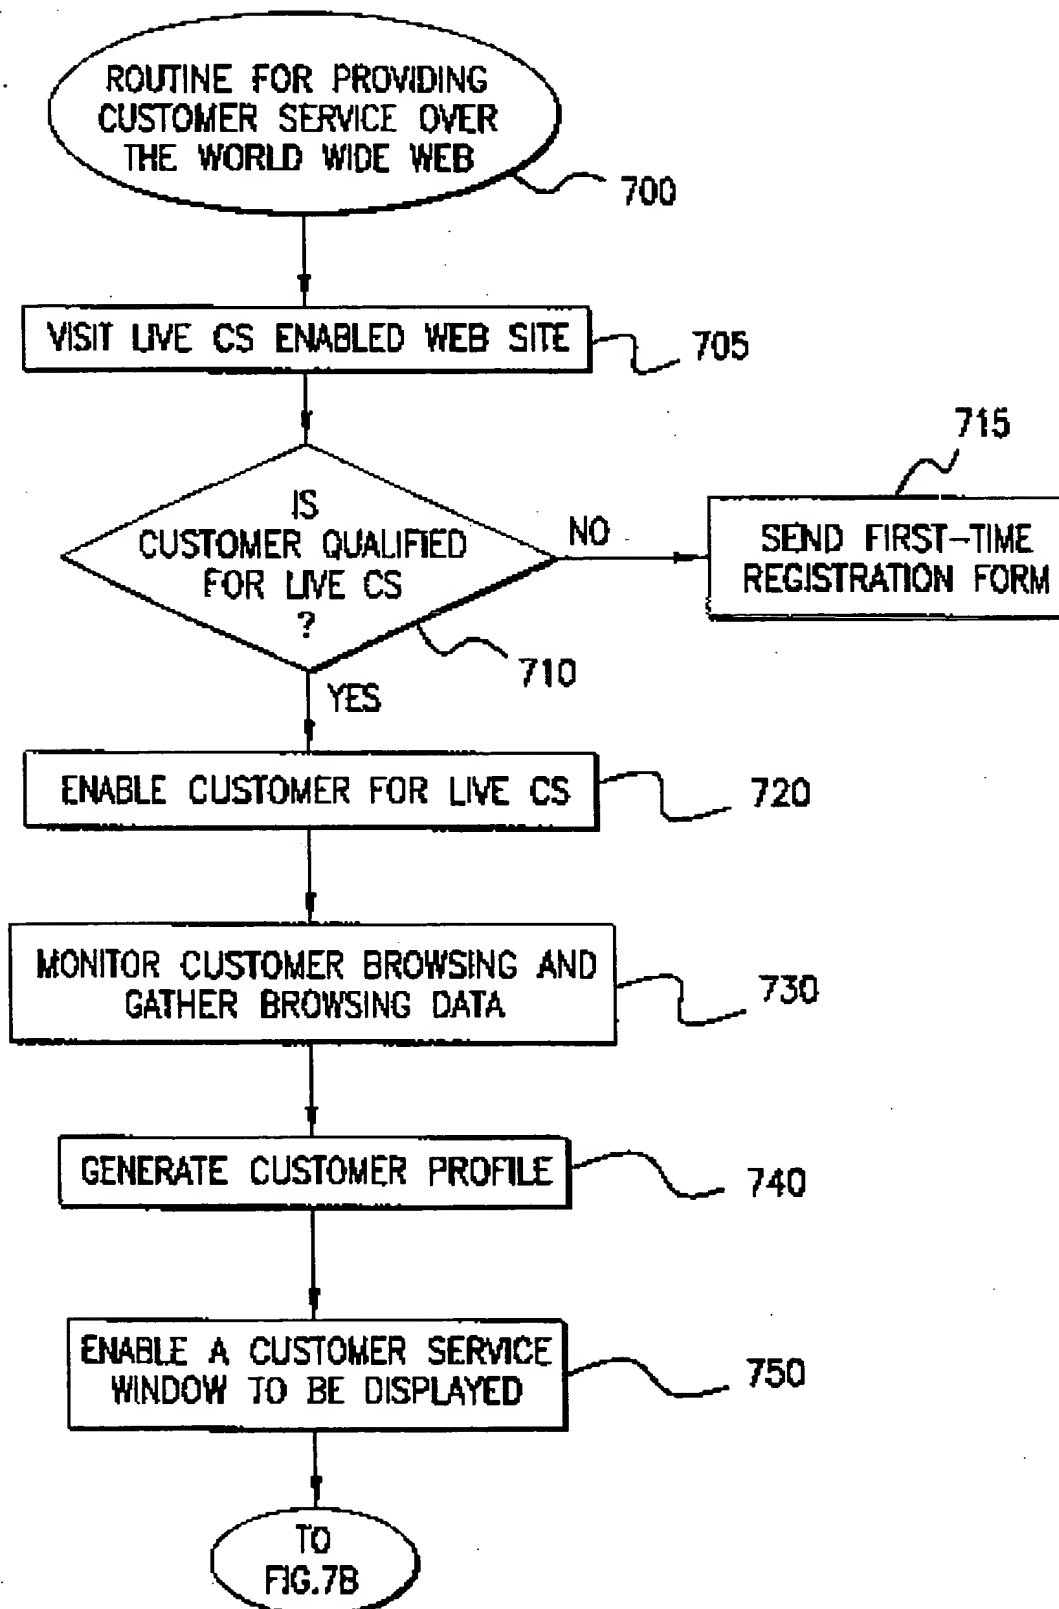 ROUTINE FOR PROVIDING
CUSTOMER SERVICE OVER
THE WORLD WIDE WEB
700
VISIT LIVE CS ENABLED WEB SITE
705
715
IS
CUSTOMER QUALIFIED
FOR LIVE CS
?
NO
SEND FIRST-TIME
REGISTRATION FORM
710
YES
ENABLE CUSTOMER FOR LIVE CS
720
MONITOR CUSTOMER BROWSING AND
GATHER BROWSING DATA
730
GENERATE CUSTOMER PROFILE
740
ENABLE A CUSTOMER SERVICE
WINDOW TO BE DISPLAYED
750
TO
FIG.7B